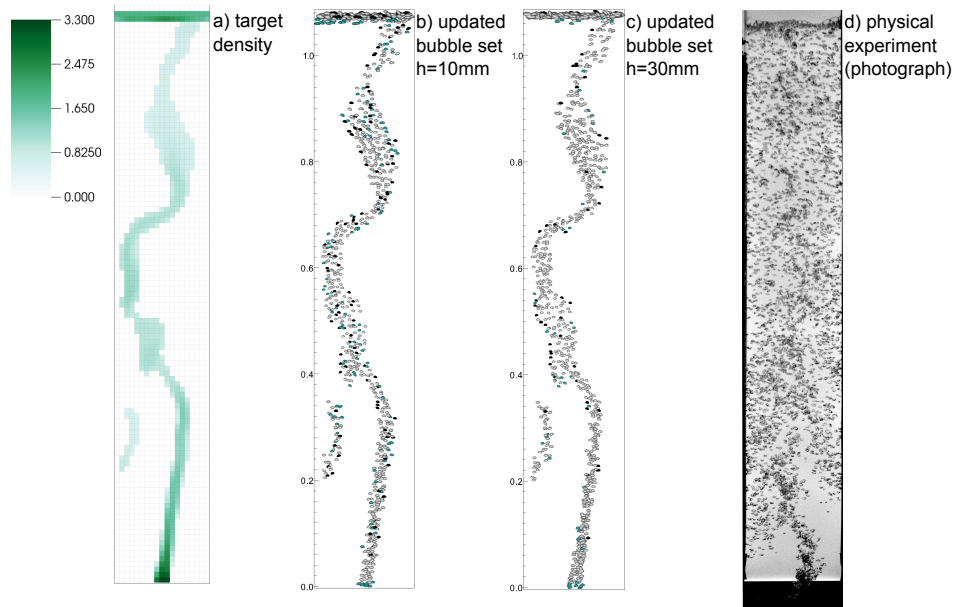 3.300
2.475
1.650
0.8250
0.000
a) target
density
1.0
0.8
0.6
0.4
0.2
0.0
b) updated
bubble set
h=10mm
1.0
0.8
0.6
0.4
0.2
0.0
c) updated
bubble set
h=30mm
d) physical
experiment
(photograph)